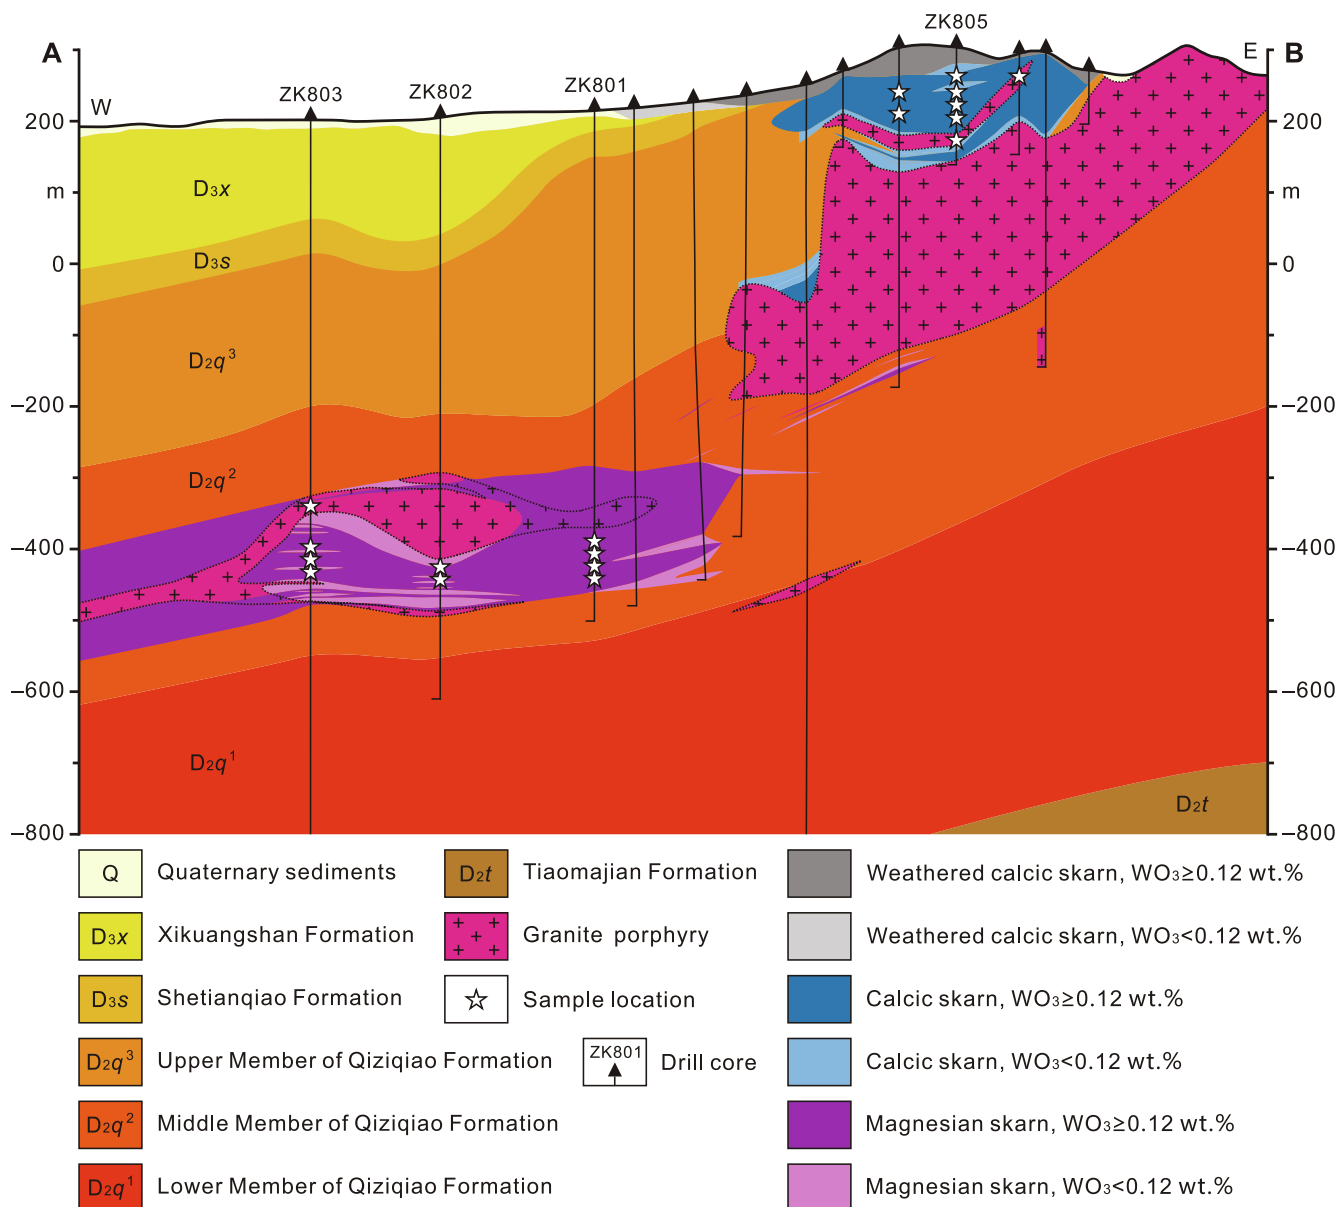 ZK805
A
E B
W
ZK803
ZK802
ZK801
200
200
m
m
D₃x
D₃s
0
0
D₂q³
–200
–200
D₂q²
–400
–400
–600
–600
D₂q¹
D₂t
–800
–800
Q Quaternary sediments
D₂t Tiaomajian Formation
Weathered calcic skarn, WO₃≥0.12 wt.%
D₃x Xikuangshan Formation
Granite porphyry
Weathered calcic skarn, WO₃<0.12 wt.%
D₃s Shetianqiao Formation
Sample location
Calcic skarn, WO₃≥0.12 wt.%
D₂q³ Upper Member of Qiziqiao Formation
ZK801 Drill core
Calcic skarn, WO₃<0.12 wt.%
D₂q² Middle Member of Qiziqiao Formation
Magnesian skarn, WO₃≥0.12 wt.%
D₂q¹ Lower Member of Qiziqiao Formation
Magnesian skarn, WO₃<0.12 wt.%